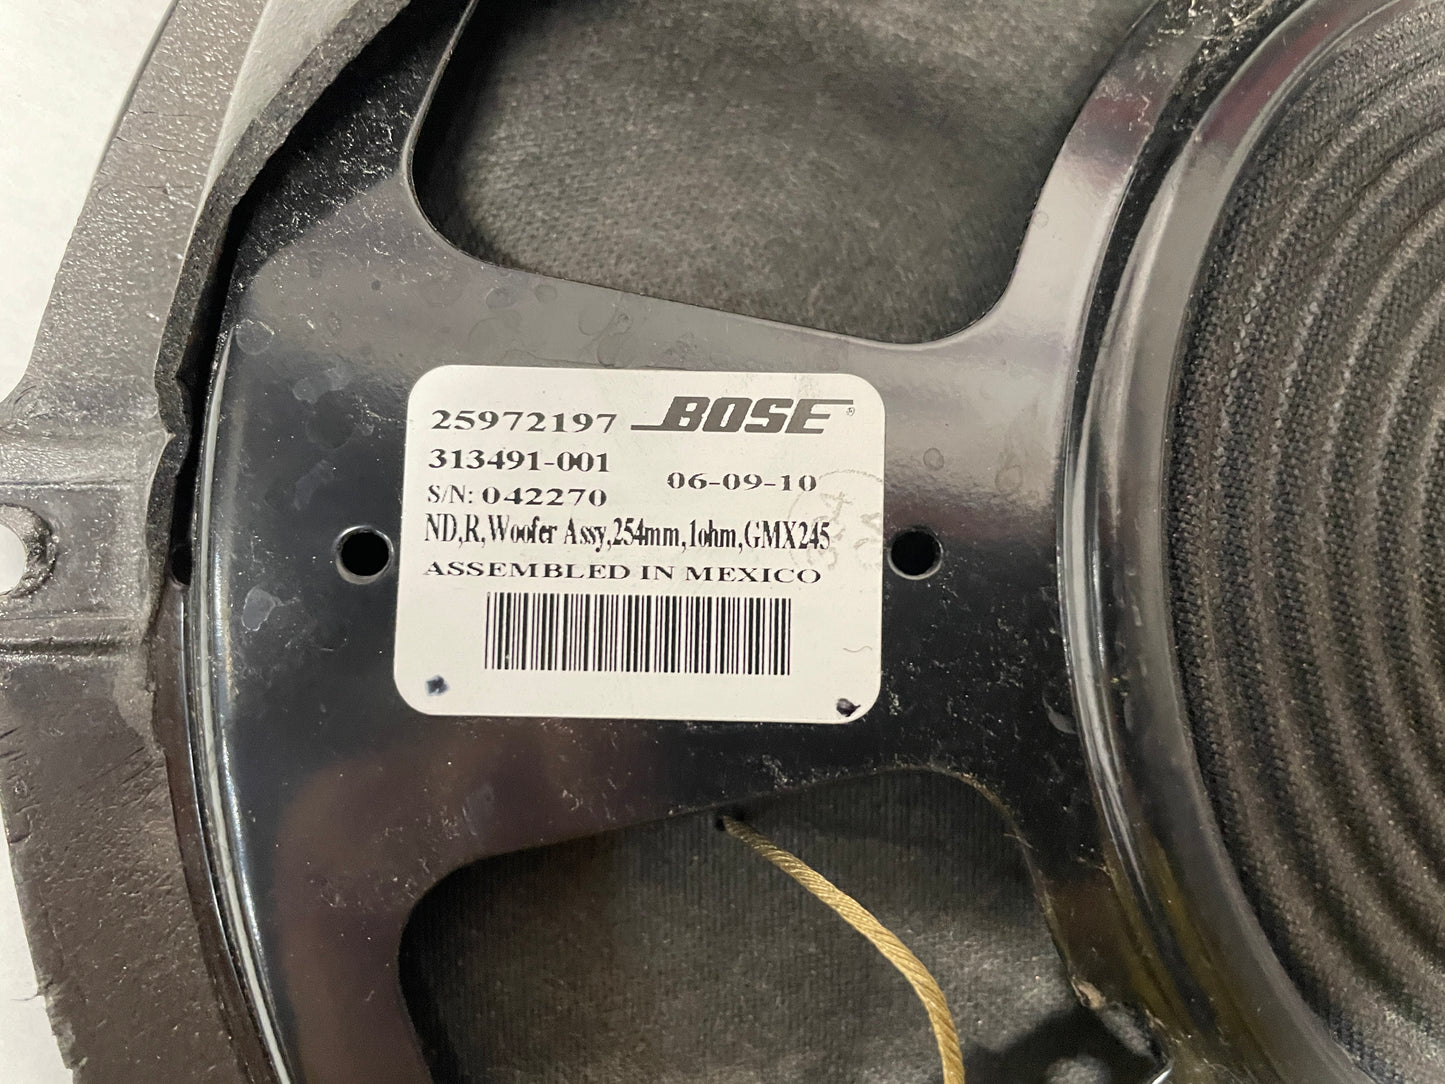 25972197 BOSE®
313491-001
06-09-10
S/N: 042270
ND,R,Woofer Assy,254mm,1ohm,GMX245
ASSEMBLED IN MEXICO